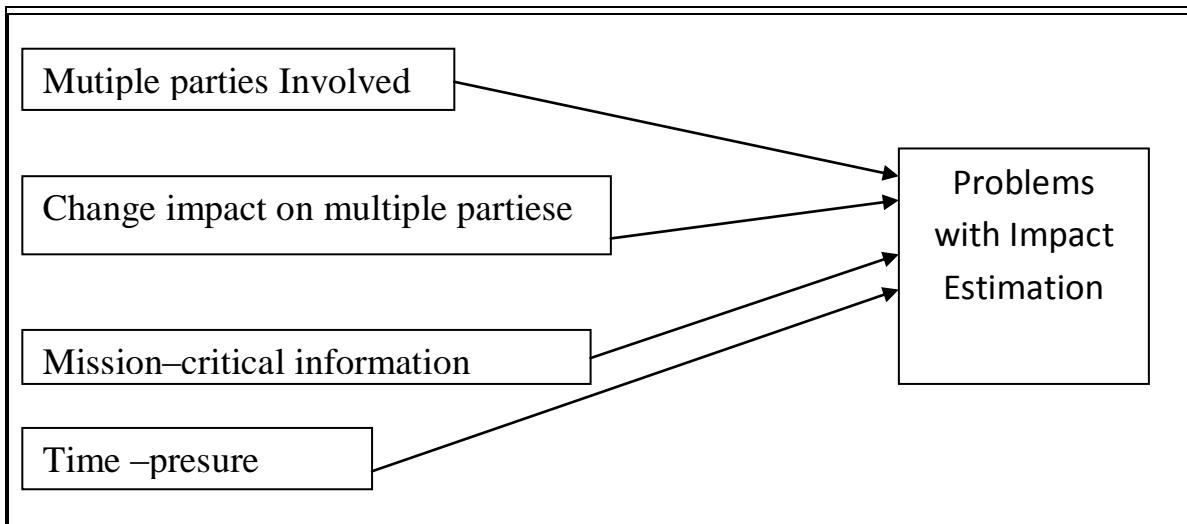 Mutiple parties Involved
Change impact on multiple partiese
Mission–critical information
Time –presure
Problems
with Impact
Estimation